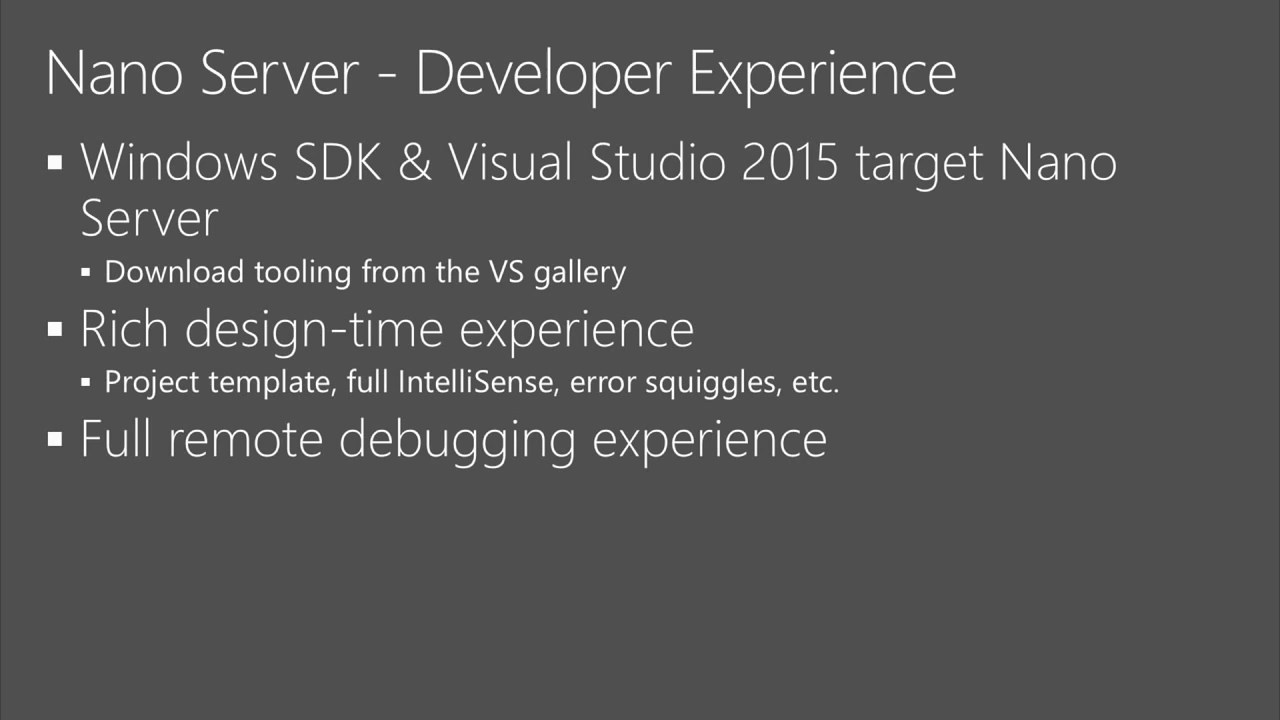 Nano Server - Developer Experience
▪ Windows SDK & Visual Studio 2015 target Nano
Server
▪ Download tooling from the VS gallery
▪ Rich design-time experience
▪ Project template, full IntelliSense, error squiggles, etc.
▪ Full remote debugging experience